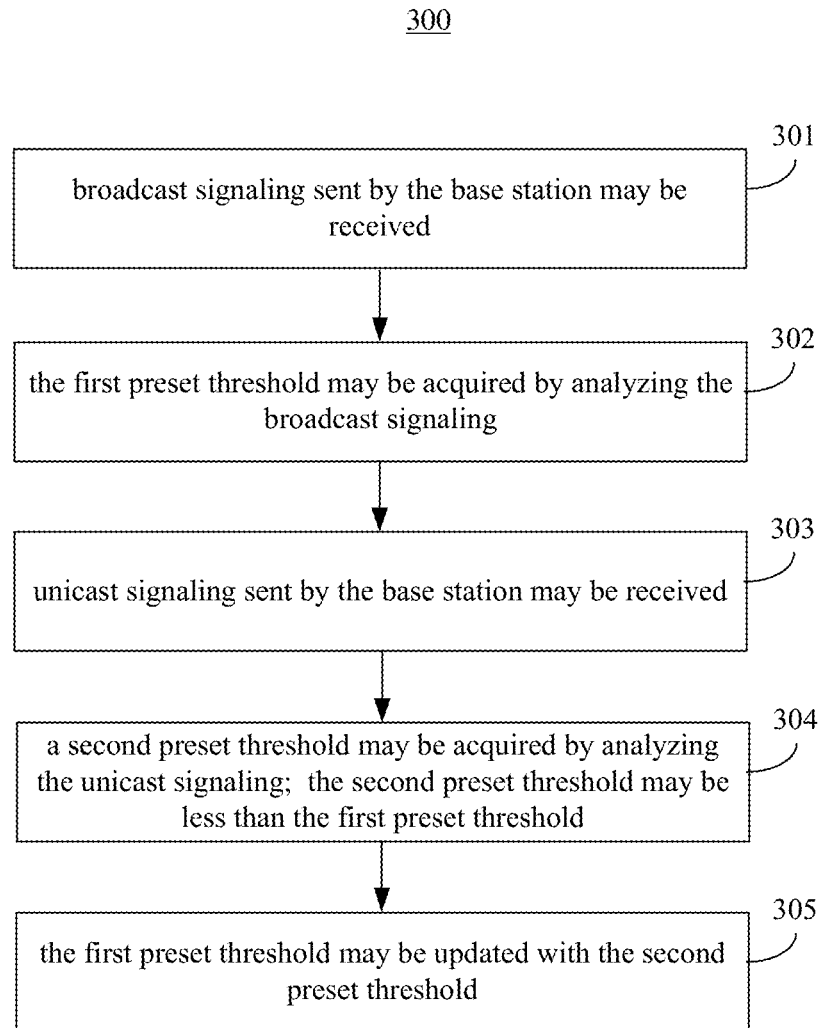 300
301
broadcast signaling sent by the base station may be
received
302
the first preset threshold may be acquired by analyzing the
broadcast signaling
303
unicast signaling sent by the base station may be received
304
a second preset threshold may be acquired by analyzing
the unicast signaling; the second preset threshold may be
less than the first preset threshold
305
the first preset threshold may be updated with the second
preset threshold